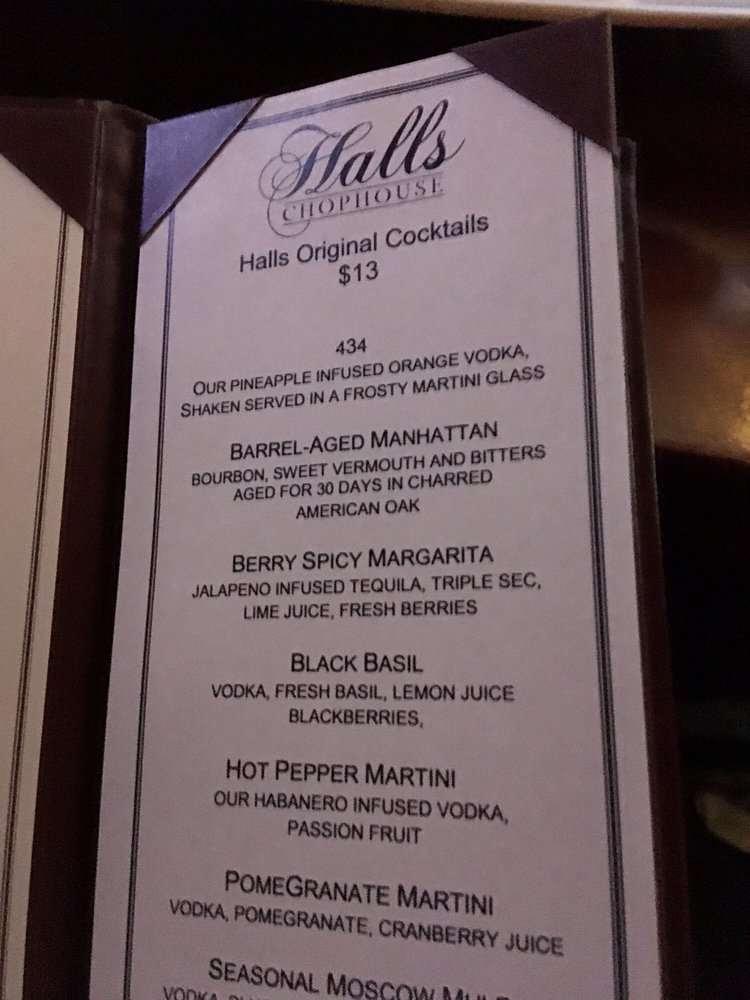 Halls
CHOPHOUSE
Halls Original Cocktails
$13
434
OUR PINEAPPLE INFUSED ORANGE VODKA,
SHAKEN SERVED IN A FROSTY MARTINI GLASS
BARREL-AGED MANHATTAN
BOURBON, SWEET VERMOUTH AND BITTERS
AGED FOR 30 DAYS IN CHARRED
AMERICAN OAK
BERRY SPICY MARGARITA
JALAPENO INFUSED TEQUILA, TRIPLE SEC,
LIME JUICE, FRESH BERRIES
BLACK BASIL
VODKA, FRESH BASIL, LEMON JUICE
BLACKBERRIES,
HOT PEPPER MARTINI
OUR HABANERO INFUSED VODKA,
PASSION FRUIT
POMEGRANATE MARTINI
VODKA, POMEGRANATE, CRANBERRY JUICE
SEASONAL MOSCOW MULE
VODKA,